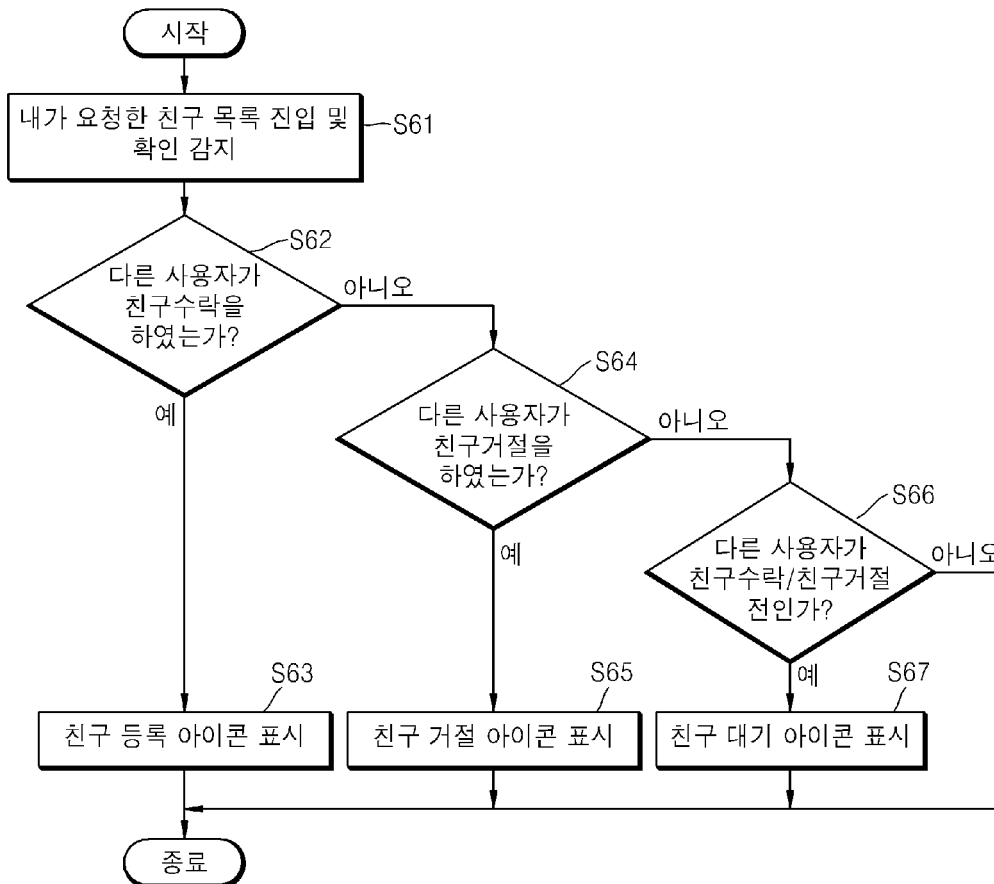 시작
내가 요청한 친구 목록 진입 및
확인 감지
S61
S62
다른 사용자가
친구수락을
하였는가?
아니오
예
S64
다른 사용자가
친구거절을
하였는가?
아니오
예
S66
다른 사용자가
친구수락/친구거절
전인가?
아니오
예
S63
친구 등록 아이콘 표시
S65
친구 거절 아이콘 표시
S67
친구 대기 아이콘 표시
종료